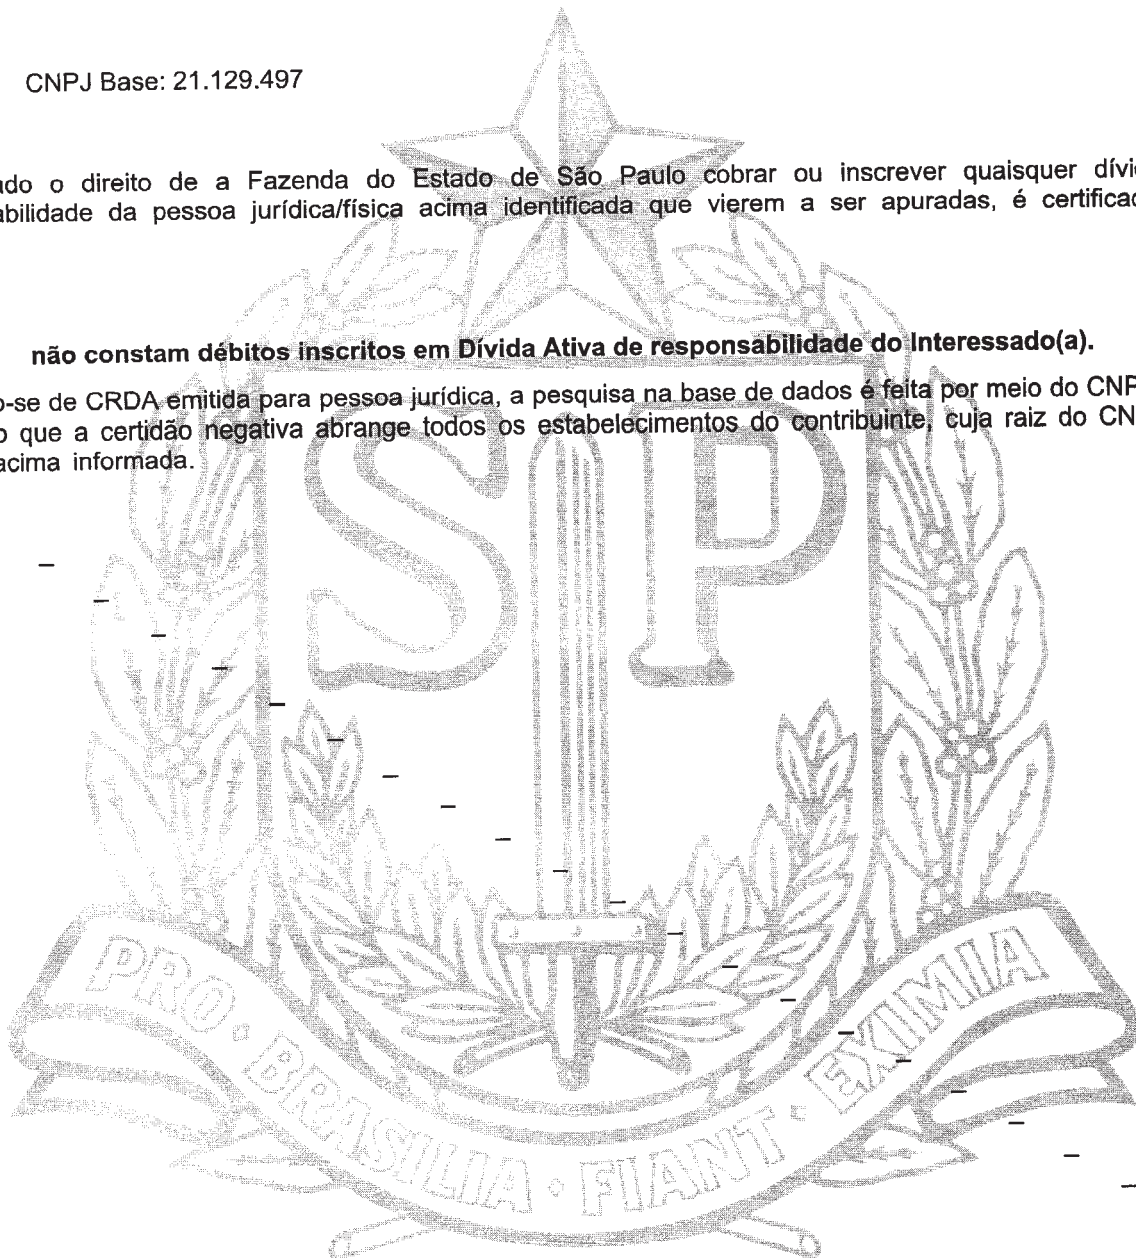 CNPJ Base: 21.129.497
ado o direito de a Fazenda do Estado de São Paulo cobrar ou inscrever quaisquer dívi
abilidade da pessoa jurídica/física acima identificada que vierem a ser apuradas, é certificad
não constam débitos inscritos em Dívida Ativa de responsabilidade do Interessado(a).
o-se de CRDA emitida para pessoa jurídica, a pesquisa na base de dados é feita por meio do CNP
o que a certidão negativa abrange todos os estabelecimentos do contribuinte, cuja raiz do CN
acima informada.
SP
PRO · BRASILIA · FIANT · EXIMIA